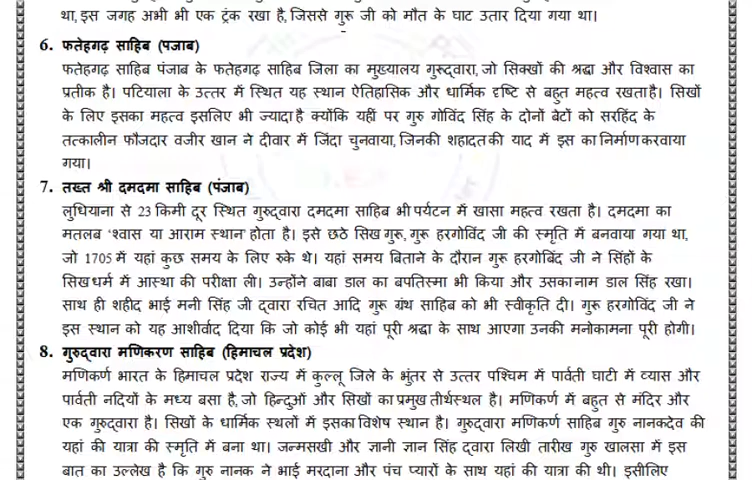 था, इस जगह अभी भी एक ट्रंक रखा है, जिससे गुरू जी को मौत के घाट उतार दिया गया था।
6. फतेहगढ़ साहिब (पजाब)
फतेहगढ़ साहिब पंजाब के फतेहगढ़ साहिब जिला का मुख्यालय गुरुद्वारा, जो सिक्खों की श्रद्धा और विश्वास का
प्रतीक है। पटियाला के उत्तर में स्थित यह स्थान ऐतिहासिक और धार्मिक दृष्टि से बहुत महत्व रखता है। सिखों
के लिए इसका महत्व इसलिए भी ज्यादा है क्योंकि यहीं पर गुरु गोविंद सिंह के दोनों बेटों को सरहिंद के
तत्कालीन फौजदार वजीर खान ने दीवार में जिंदा चुनवाया, जिनकी शहादत की याद में इस का निर्माण करवाया
गया।
7. तख्त श्री दमदमा साहिब (पंजाब)
लुधियाना से 23 किमी दूर स्थित गुरुद्वारा दमदमा साहिब भी पर्यटन में खासा महत्व रखता है। दमदमा का
मतलब 'श्वास या आराम स्थान' होता है। इसे छठे सिख गुरू, गुरू हरगोविंद जी की स्मृति में बनवाया गया था,
जो 1705 में यहां कुछ समय के लिए रुके थे। यहां समय बिताने के दौरान गुरू हरगोबिंद जी ने सिंहों के
सिख धर्म में आस्था की परीक्षा ली। उन्होंने बाबा डाल का बपतिस्मा भी किया और उसका नाम डाल सिंह रखा।
साथ ही शहीद भाई मनी सिंह जी द्वारा रचित आदि गुरू ग्रंथ साहिब को भी स्वीकृति दी। गुरू हरगोविंद जी ने
इस स्थान को यह आशीर्वाद दिया कि जो कोई भी यहां पूरी श्रद्धा के साथ आएगा उनकी मनोकामना पूरी होगी।
8. गुरुद्वारा मणिकरण साहिब (हिमाचल प्रदेश)
मणिकर्ण भारत के हिमाचल प्रदेश राज्य में कुल्लू जिले के भुंतर से उत्तर पश्चिम में पार्वती घाटी में व्यास और
पार्वती नदियों के मध्य बसा है, जो हिन्दुओं और सिखों का प्रमुख तीर्थस्थल है। मणिकर्ण में बहुत से मंदिर और
एक गुरुद्वारा है। सिखों के धार्मिक स्थलों में इसका विशेष स्थान है। गुरुद्वारा मणिकर्ण साहिब गुरु नानकदेव की
यहां की यात्रा की स्मृति में बना था। जन्मसखी और ज्ञानी ज्ञान सिंह द्वारा लिखी तारीख गुरु खालसा में इस
बात का उल्लेख है कि गुरु नानक ने भाई मरदाना और पंच प्यारों के साथ यहां की यात्रा की थी। इसीलिए